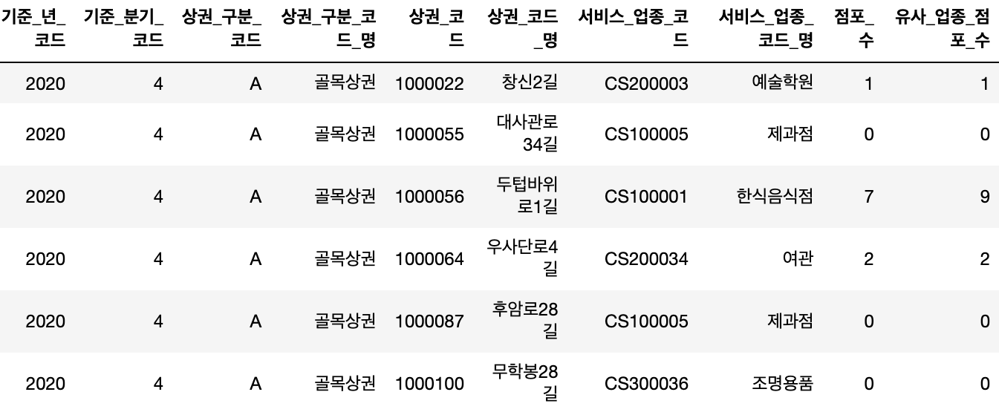 기준_년_ 기준_분기_ 상권_구분_ 상권_구분_코 상권_코 상권_코드 서비스_업종_코 서비스_업종_ 점포_ 유사_업종_점
코드 코드 코드 드_명 드 _명 드 코드_명 수 포_수
2020 4 A 골목상권 1000022 창신2길 CS200003 예술학원 1 1
대사관로
2020 4 A 골목상권 1000055 CS100005 제과점 0 0
34길
두텁바위
2020 4 A 골목상권 1000056 CS100001 한식음식점 7 9
로1길
우사단로4
2020 4 A 골목상권 1000064 CS200034 여관 2 2
길
후암로28
2020 4 A 골목상권 1000087 CS100005 제과점 0 0
길
무학봉28
2020 4 A 골목상권 1000100 CS300036 조명용품 0 0
길